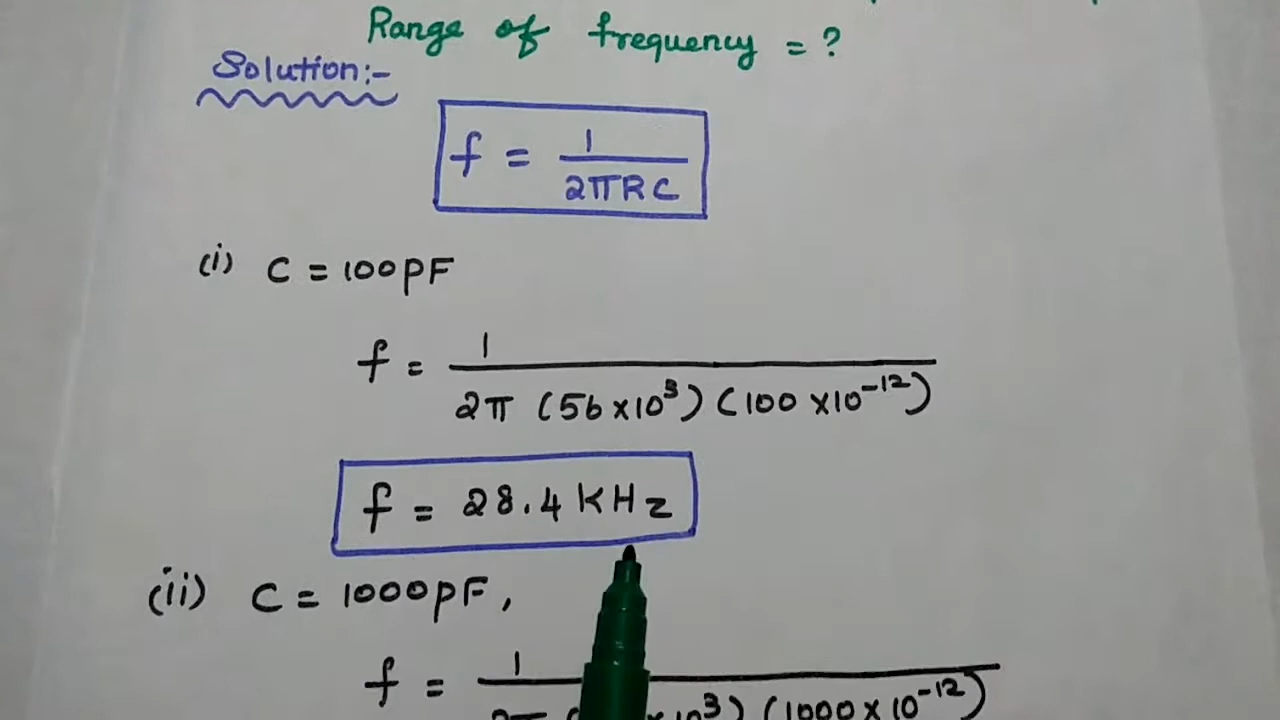 Range of frequency = ?
Solution:-
f = 1 / 2πRC
(i) C = 100pF
f = 1 / 2π (56×10³) (100 ×10⁻¹²)
f = 28.4 KHz
(ii) C = 1000pF,
f = 1 / 2π ( ×10³) (1000 × 10⁻¹²)